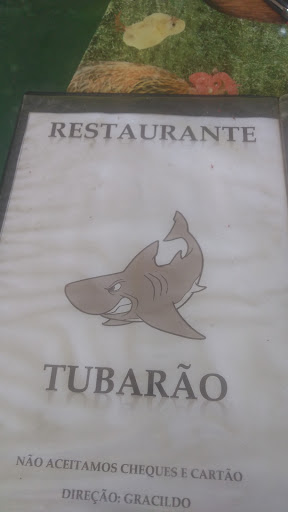 RESTAURANTE
TUBARÃO
NÃO ACEITAMOS CHEQUES E CARTÃO
DIREÇÃO: GRACILDO